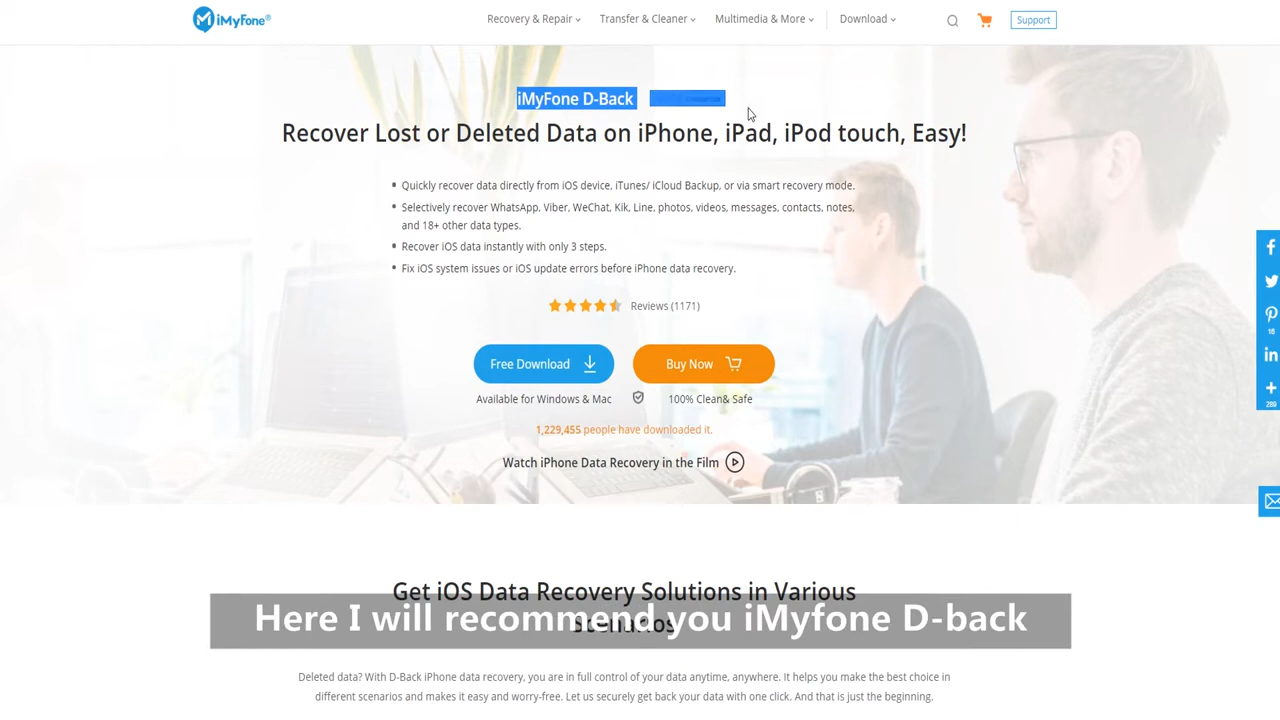 iMyFone®
Recovery & Repair
Transfer & Cleaner
Multimedia & More
Download
Support
iMyFone D-Back
Recover Lost or Deleted Data on iPhone, iPad, iPod touch, Easy!
• Quickly recover data directly from iOS device, iTunes/ iCloud Backup, or via smart recovery mode.
• Selectively recover WhatsApp, Viber, WeChat, Kik, Line, photos, videos, messages, contacts, notes,
and 18+ other data types.
• Recover iOS data instantly with only 3 steps.
• Fix iOS system issues or iOS update errors before iPhone data recovery.
Reviews (1171)
Free Download
Buy Now
Available for Windows & Mac
100% Clean& Safe
1,229,455 people have downloaded it.
Watch iPhone Data Recovery in the Film
18
289
Get iOS Data Recovery Solutions in Various
Scenarios
Here I will recommend you iMyfone D-back
Deleted data? With D-Back iPhone data recovery, you are in full control of your data anytime, anywhere. It helps you make the best choice in
different scenarios and makes it easy and worry-free. Let us securely get back your data with one click. And that is just the beginning.